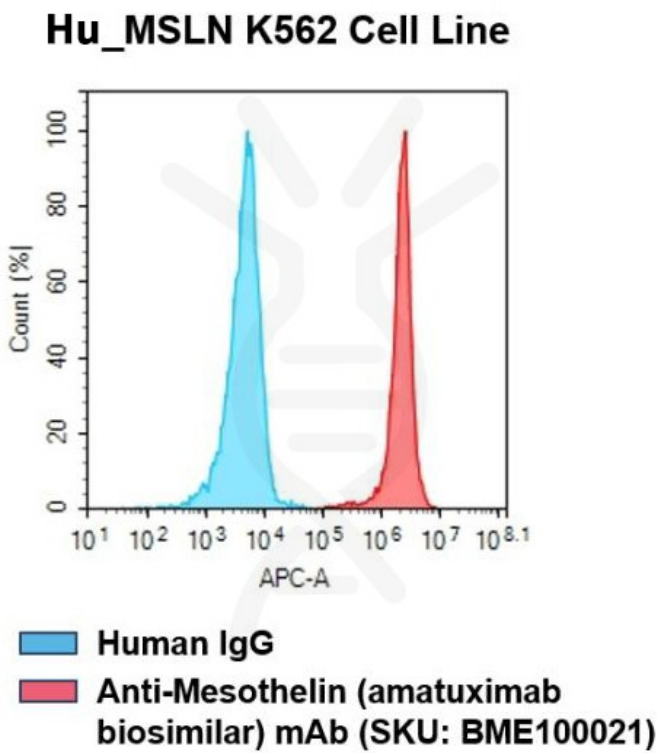 Hu_MSLN K562 Cell Line
100
80
60
40
20
0
Count (%)
10^1 10^2 10^3 10^4 10^5 10^6 10^7 10^8.1
APC-A
Human IgG
Anti-Mesothelin (amatuximab
biosimilar) mAb (SKU: BME100021)